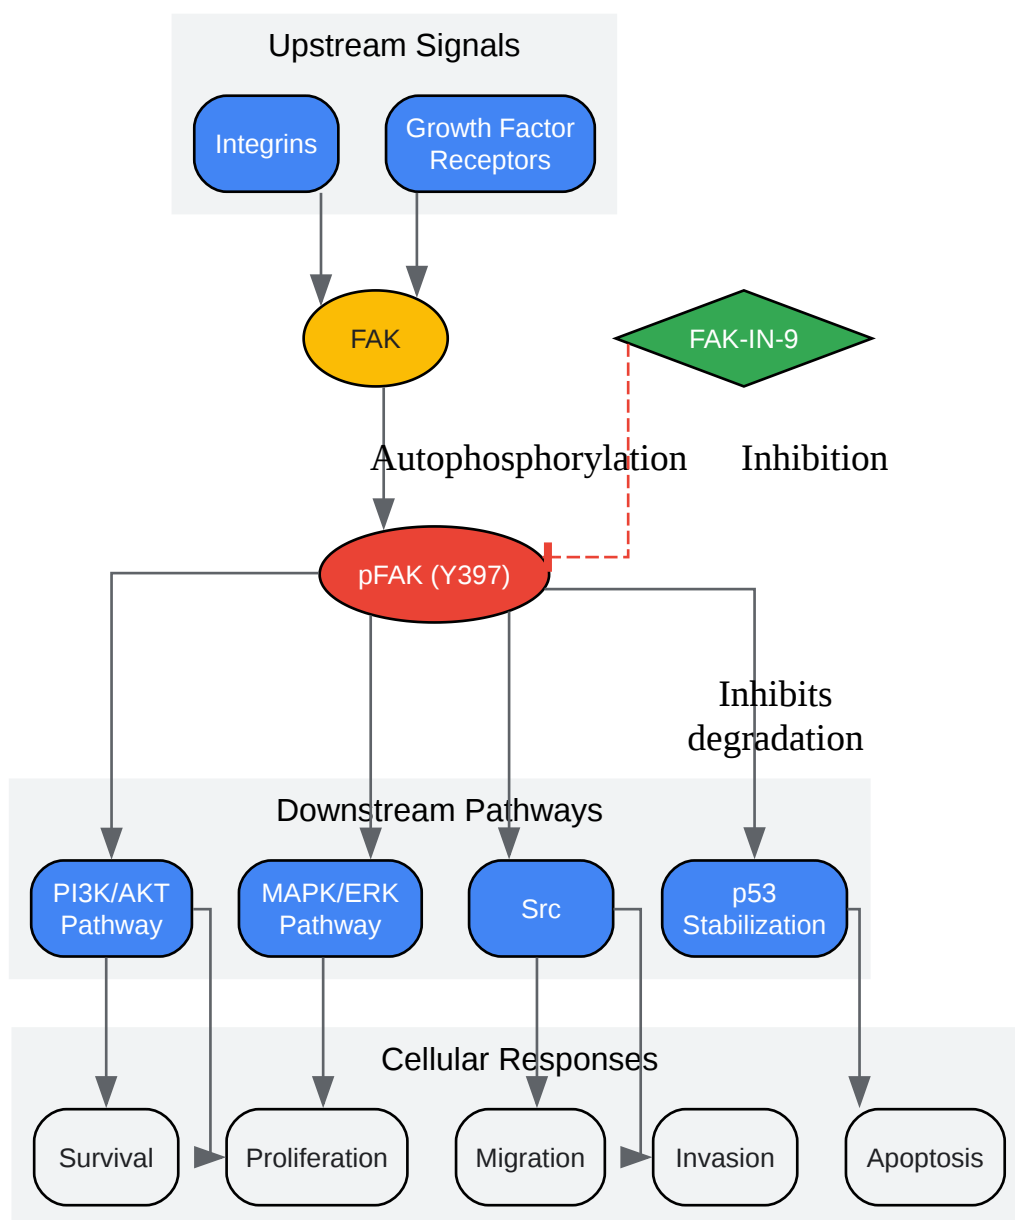 Upstream Signals
Integrins
Growth Factor
Receptors
FAK
FAK-IN-9
Autophosphorylation
Inhibition
pFAK (Y397)
Inhibits
degradation
Downstream Pathways
PI3K/AKT
Pathway
MAPK/ERK
Pathway
Src
p53
Stabilization
Cellular Responses
Survival
Proliferation
Migration
Invasion
Apoptosis